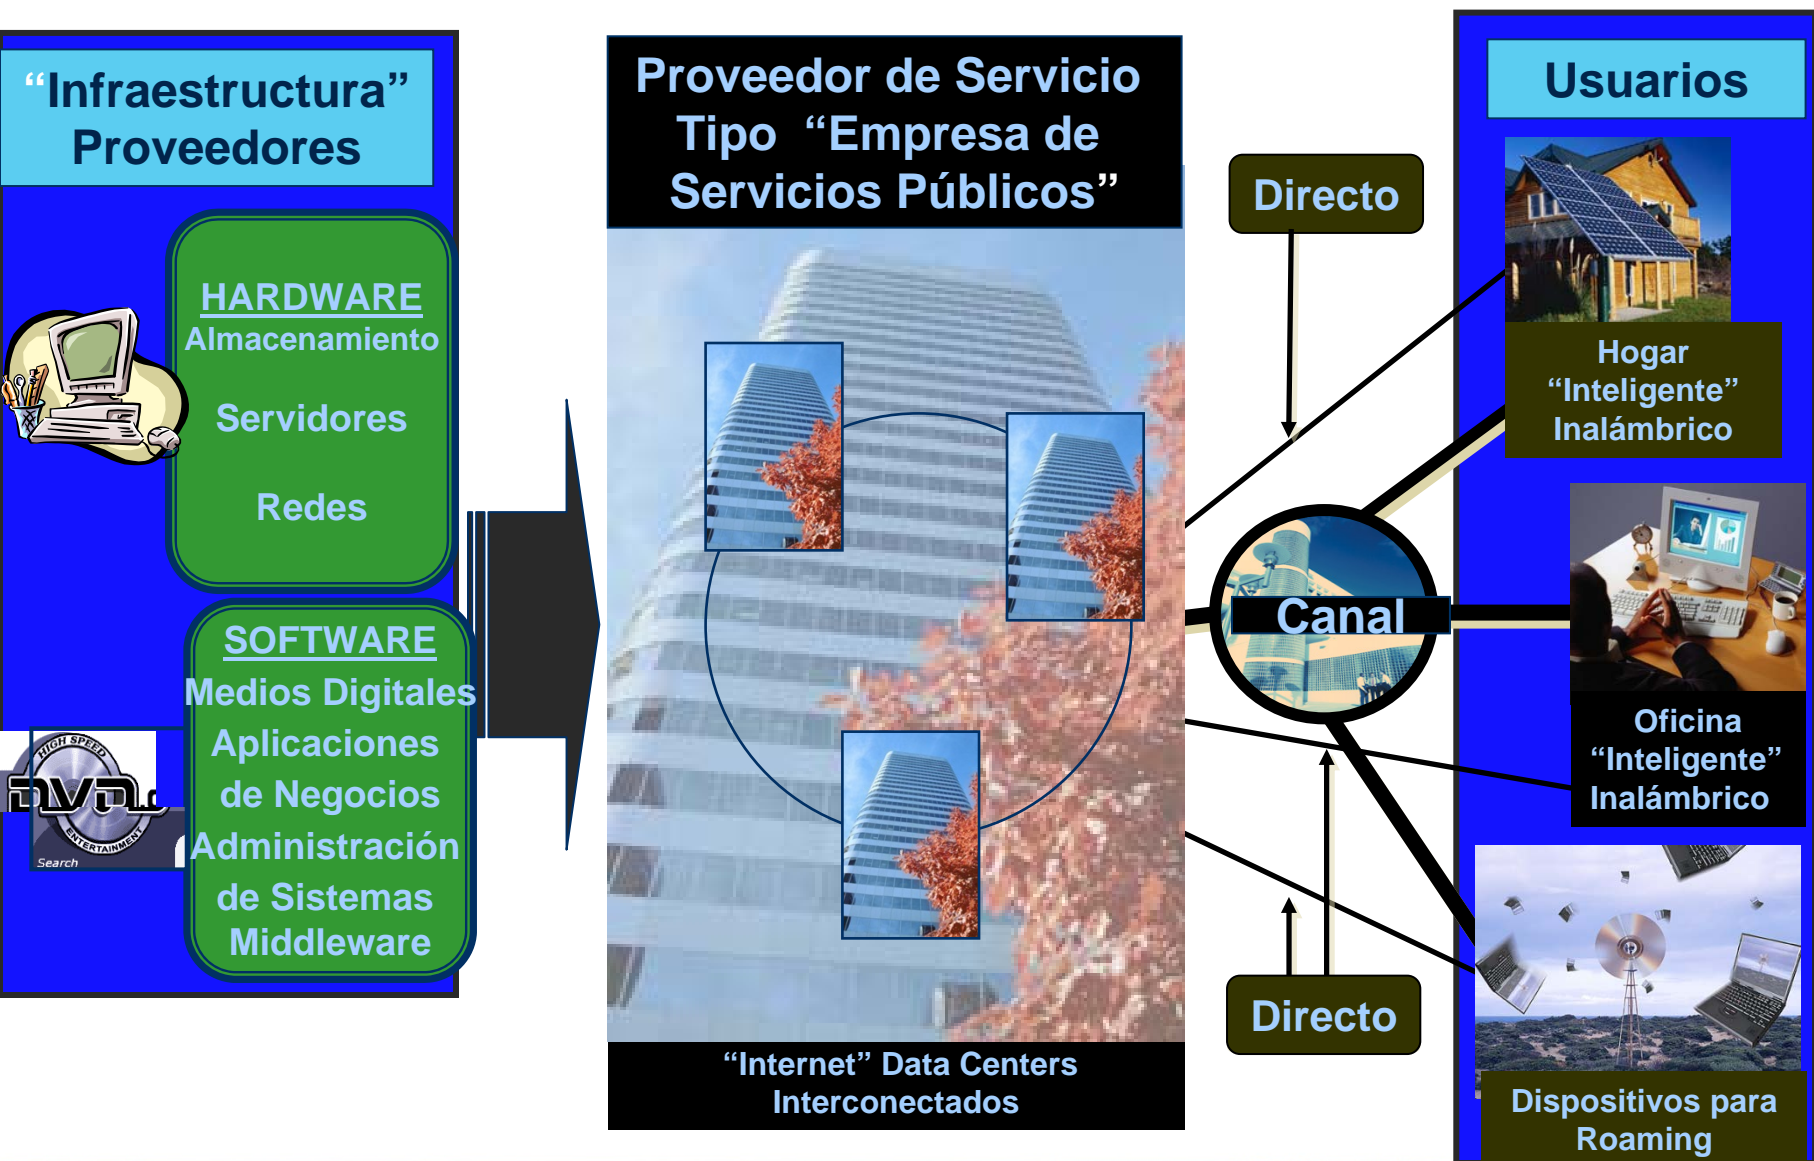 “Infraestructura”
Proveedores
HARDWARE
Almacenamiento
Servidores
Redes
SOFTWARE
Medios Digitales
Aplicaciones
de Negocios
Administración
de Sistemas
Middleware
HIGH SPEED
DVD
ENTERTAINMENT
Search
Proveedor de Servicio
Tipo “Empresa de
Servicios Públicos”
“Internet” Data Centers
Interconectados
Directo
Canal
Directo
Usuarios
Hogar
“Inteligente”
Inalámbrico
Oficina
“Inteligente”
Inalámbrico
Dispositivos para
Roaming